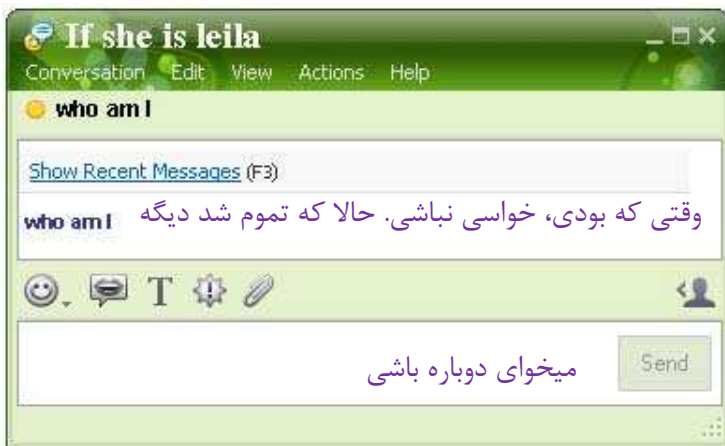 If she is leila
Conversation Edit View Actions Help
who am I
Show Recent Messages (F3)
who am I وقتی که بودی، خواسی نباشی. حالا که تموم شد دیگه
T
میخوای دوباره باشی Send